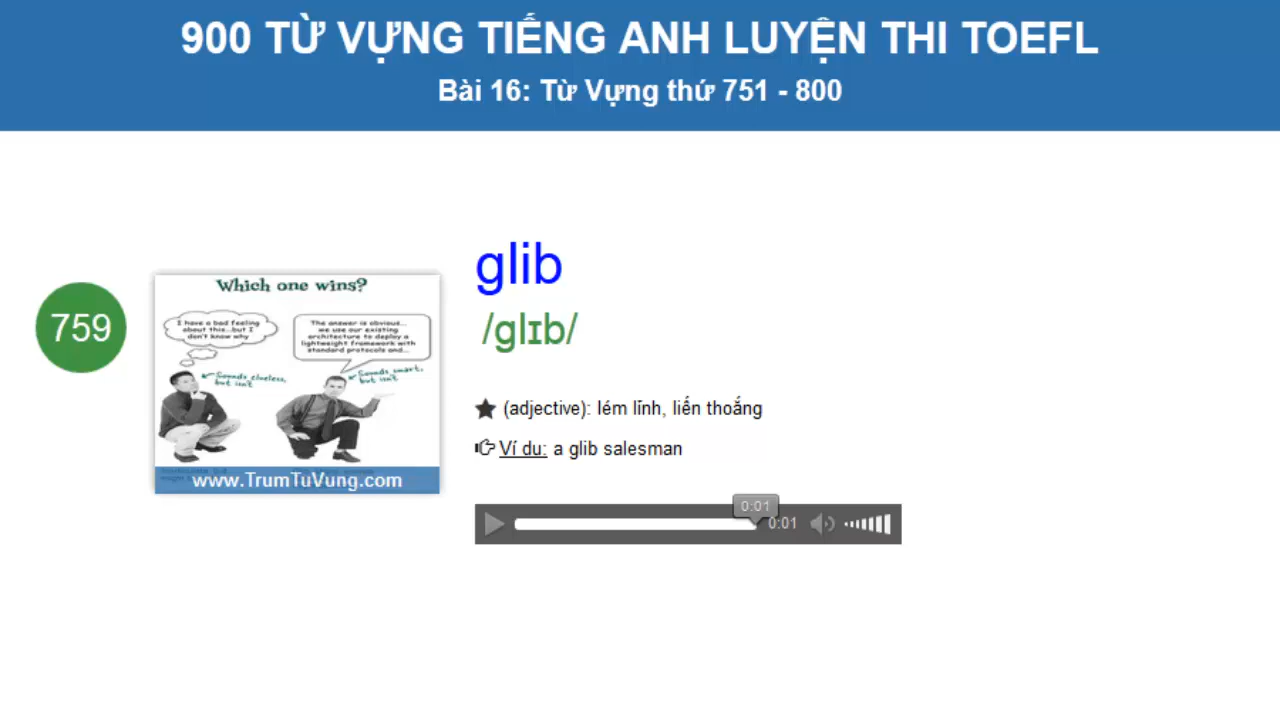 900 TỪ VỰNG TIẾNG ANH LUYỆN THI TOEFL
Bài 16: Từ Vựng thứ 751 - 800
759
Which one wins?
I have a bad feeling
about this...but I
don't know why
The answer is obvious...
we use our existing
architecture to deploy a
lightweight framework with
standard protocols and...
Sounds clueless,
but isn't
Sounds smart,
but isn't
www.TrumTuVung.com
glib
/glɪb/
(adjective): lém lĩnh, liến thoắng
Ví dụ: a glib salesman
0:01
0:01